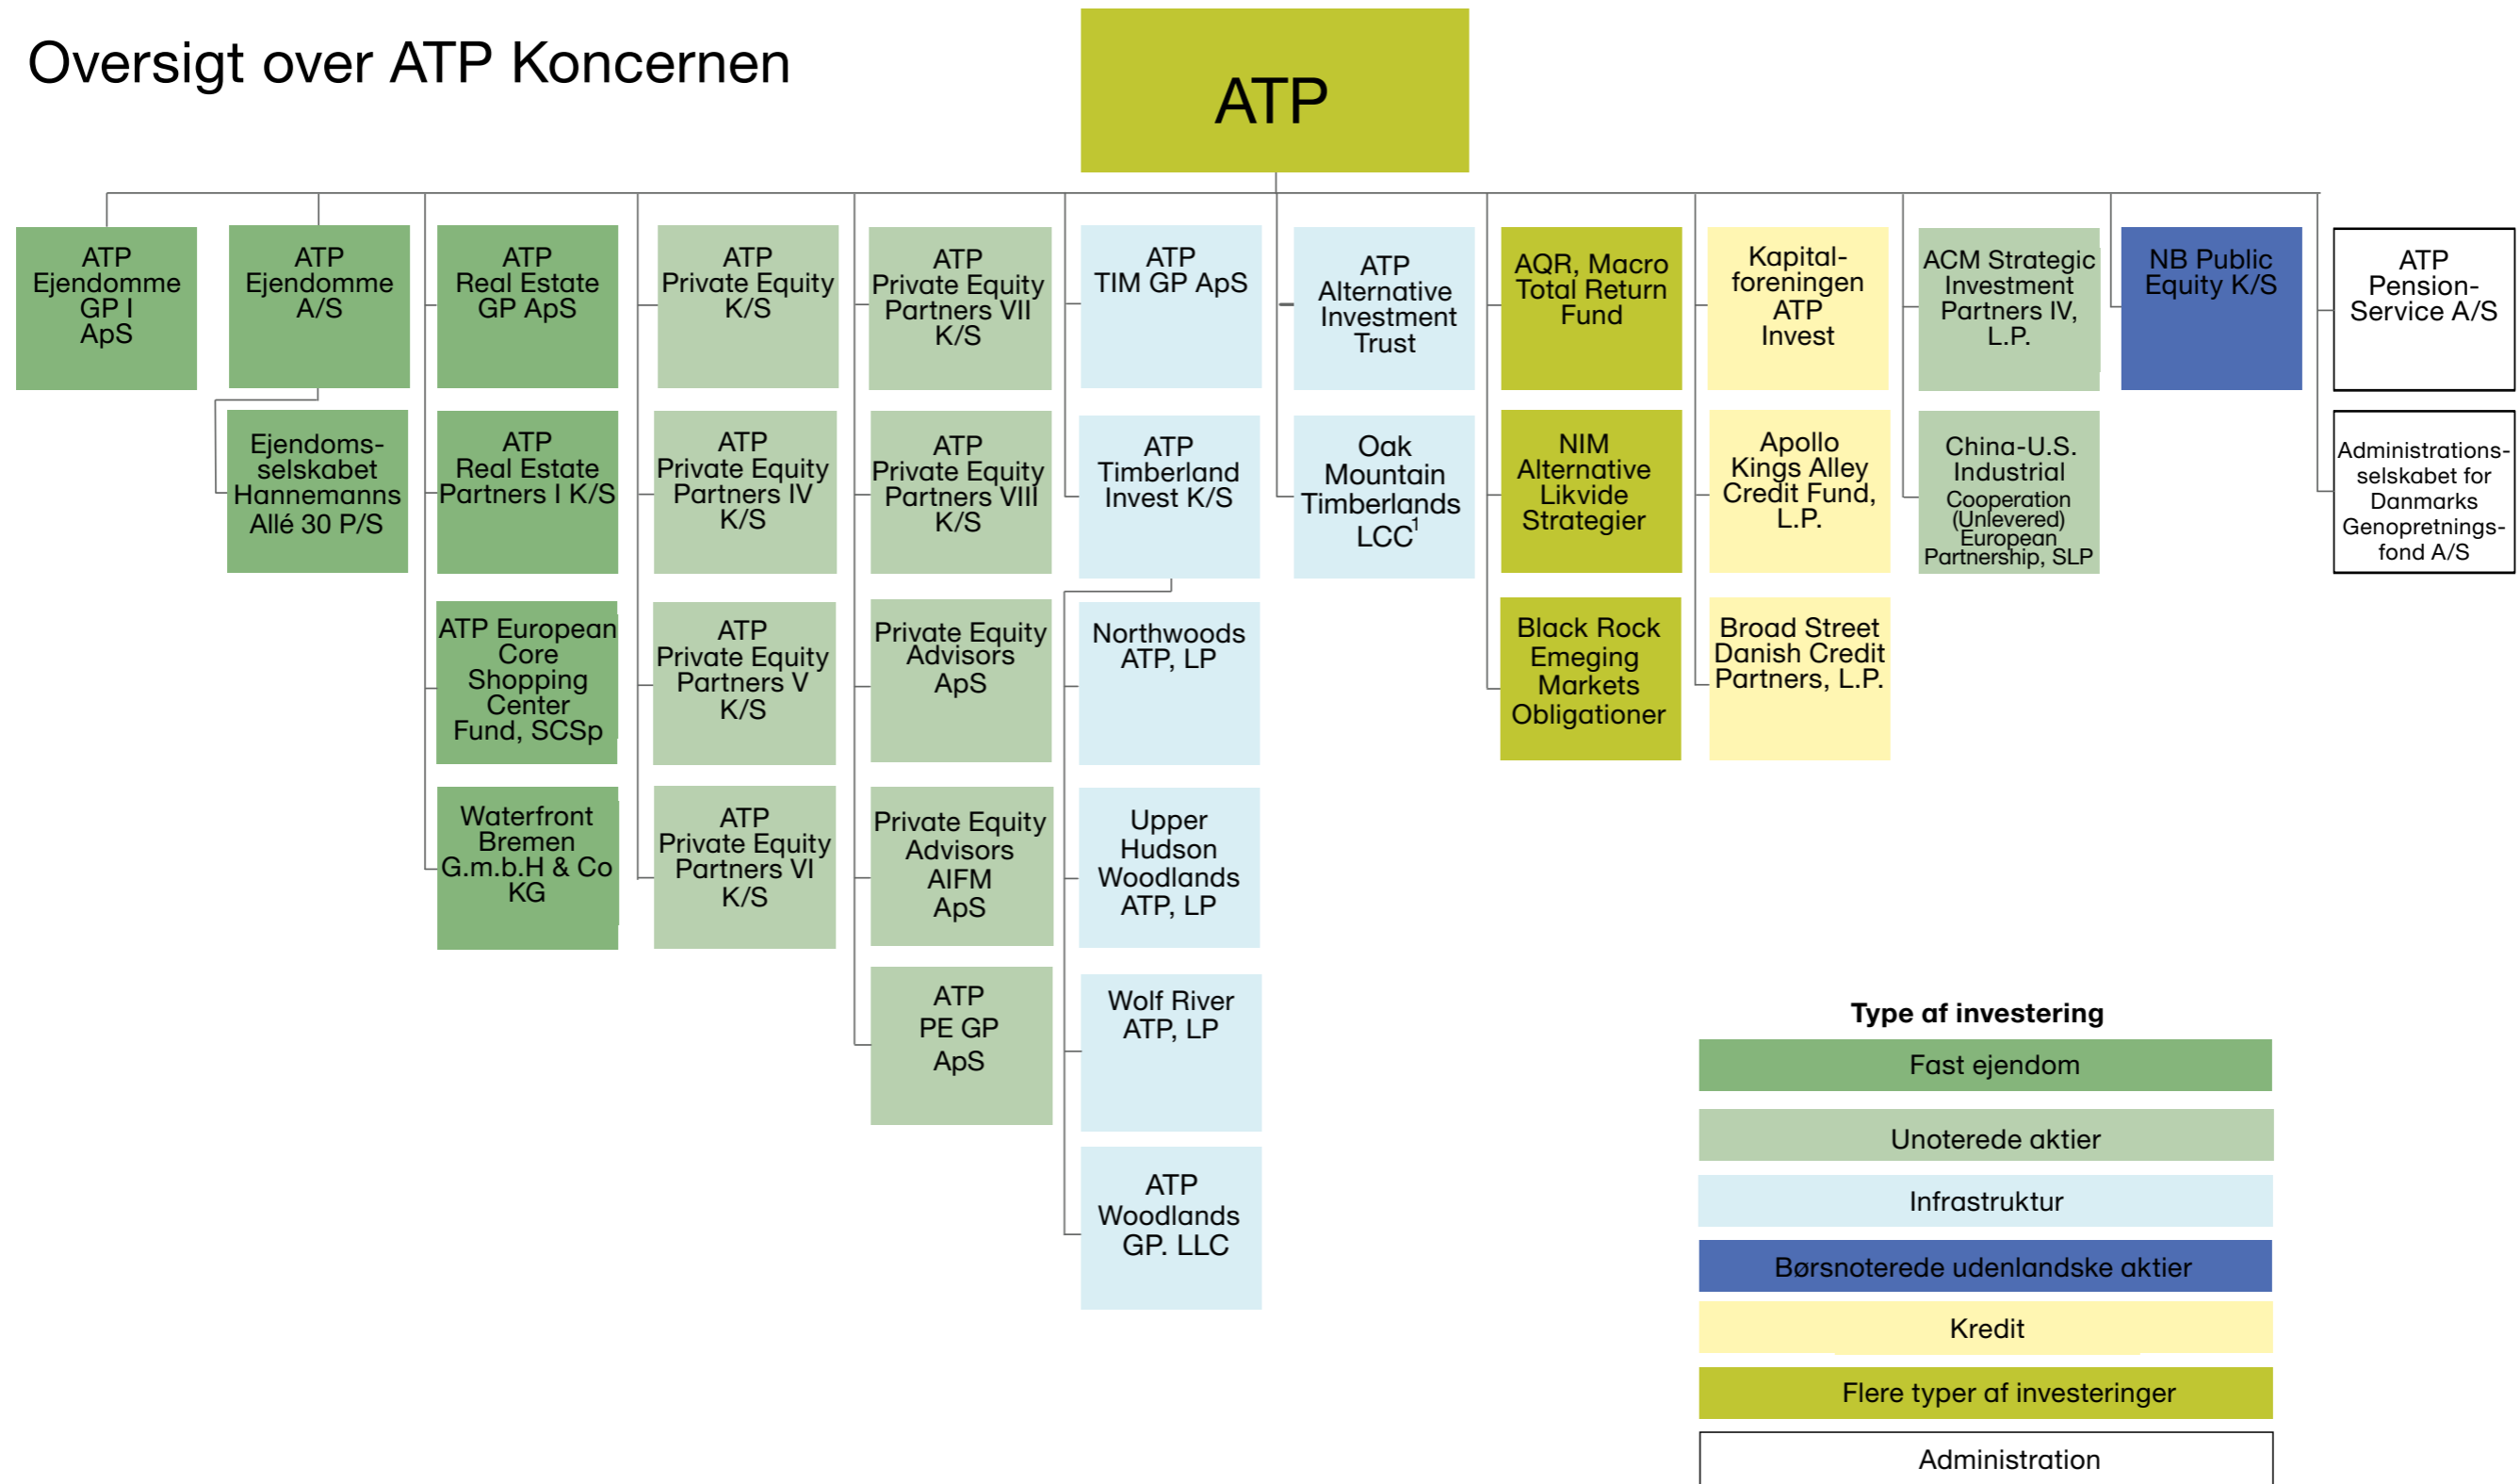 Oversigt over ATP Koncernen
ATP
ATP
Ejendomme
GP I
ApS
ATP
Ejendomme
A/S
ATP
Real Estate
GP ApS
ATP
Private Equity
K/S
ATP
Private Equity
Partners VII
K/S
ATP
TIM GP ApS
ATP
Alternative
Investment
Trust
AQR, Macro
Total Return
Fund
Kapital-
foreningen
ATP
Invest
ACM Strategic
Investment
Partners IV,
L.P.
NB Public
Equity K/S
ATP
Pension-
Service A/S
Ejendoms-
selskabet
Hannemanns
Allé 30 P/S
ATP
Real Estate
Partners I K/S
ATP
Private Equity
Partners IV
K/S
ATP
Private Equity
Partners VIII
K/S
ATP
Timberland
Invest K/S
Oak
Mountain
Timberlands
LCC1
NIM
Alternative
Likvide
Strategier
Apollo
Kings Alley
Credit Fund,
L.P.
China-U.S.
Industrial
Cooperation
(Unlevered)
European
Partnership, SLP
Administrations-
selskabet for
Danmarks
Genopretnings-
fond A/S
ATP European
Core
Shopping
Center
Fund, SCSp
ATP
Private Equity
Partners V
K/S
Private Equity
Advisors
ApS
Northwoods
ATP, LP
Black Rock
Emeging
Markets
Obligationer
Broad Street
Danish Credit
Partners, L.P.
Waterfront
Bremen
G.m.b.H & Co
KG
ATP
Private Equity
Partners VI
K/S
Private Equity
Advisors
AIFM
ApS
Upper
Hudson
Woodlands
ATP, LP
ATP
PE GP
ApS
Wolf River
ATP, LP
ATP
Woodlands
GP. LLC
Type af investering
Fast ejendom
Unoterede aktier
Infrastruktur
Børsnoterede udenlandske aktier
Kredit
Flere typer af investeringer
Administration